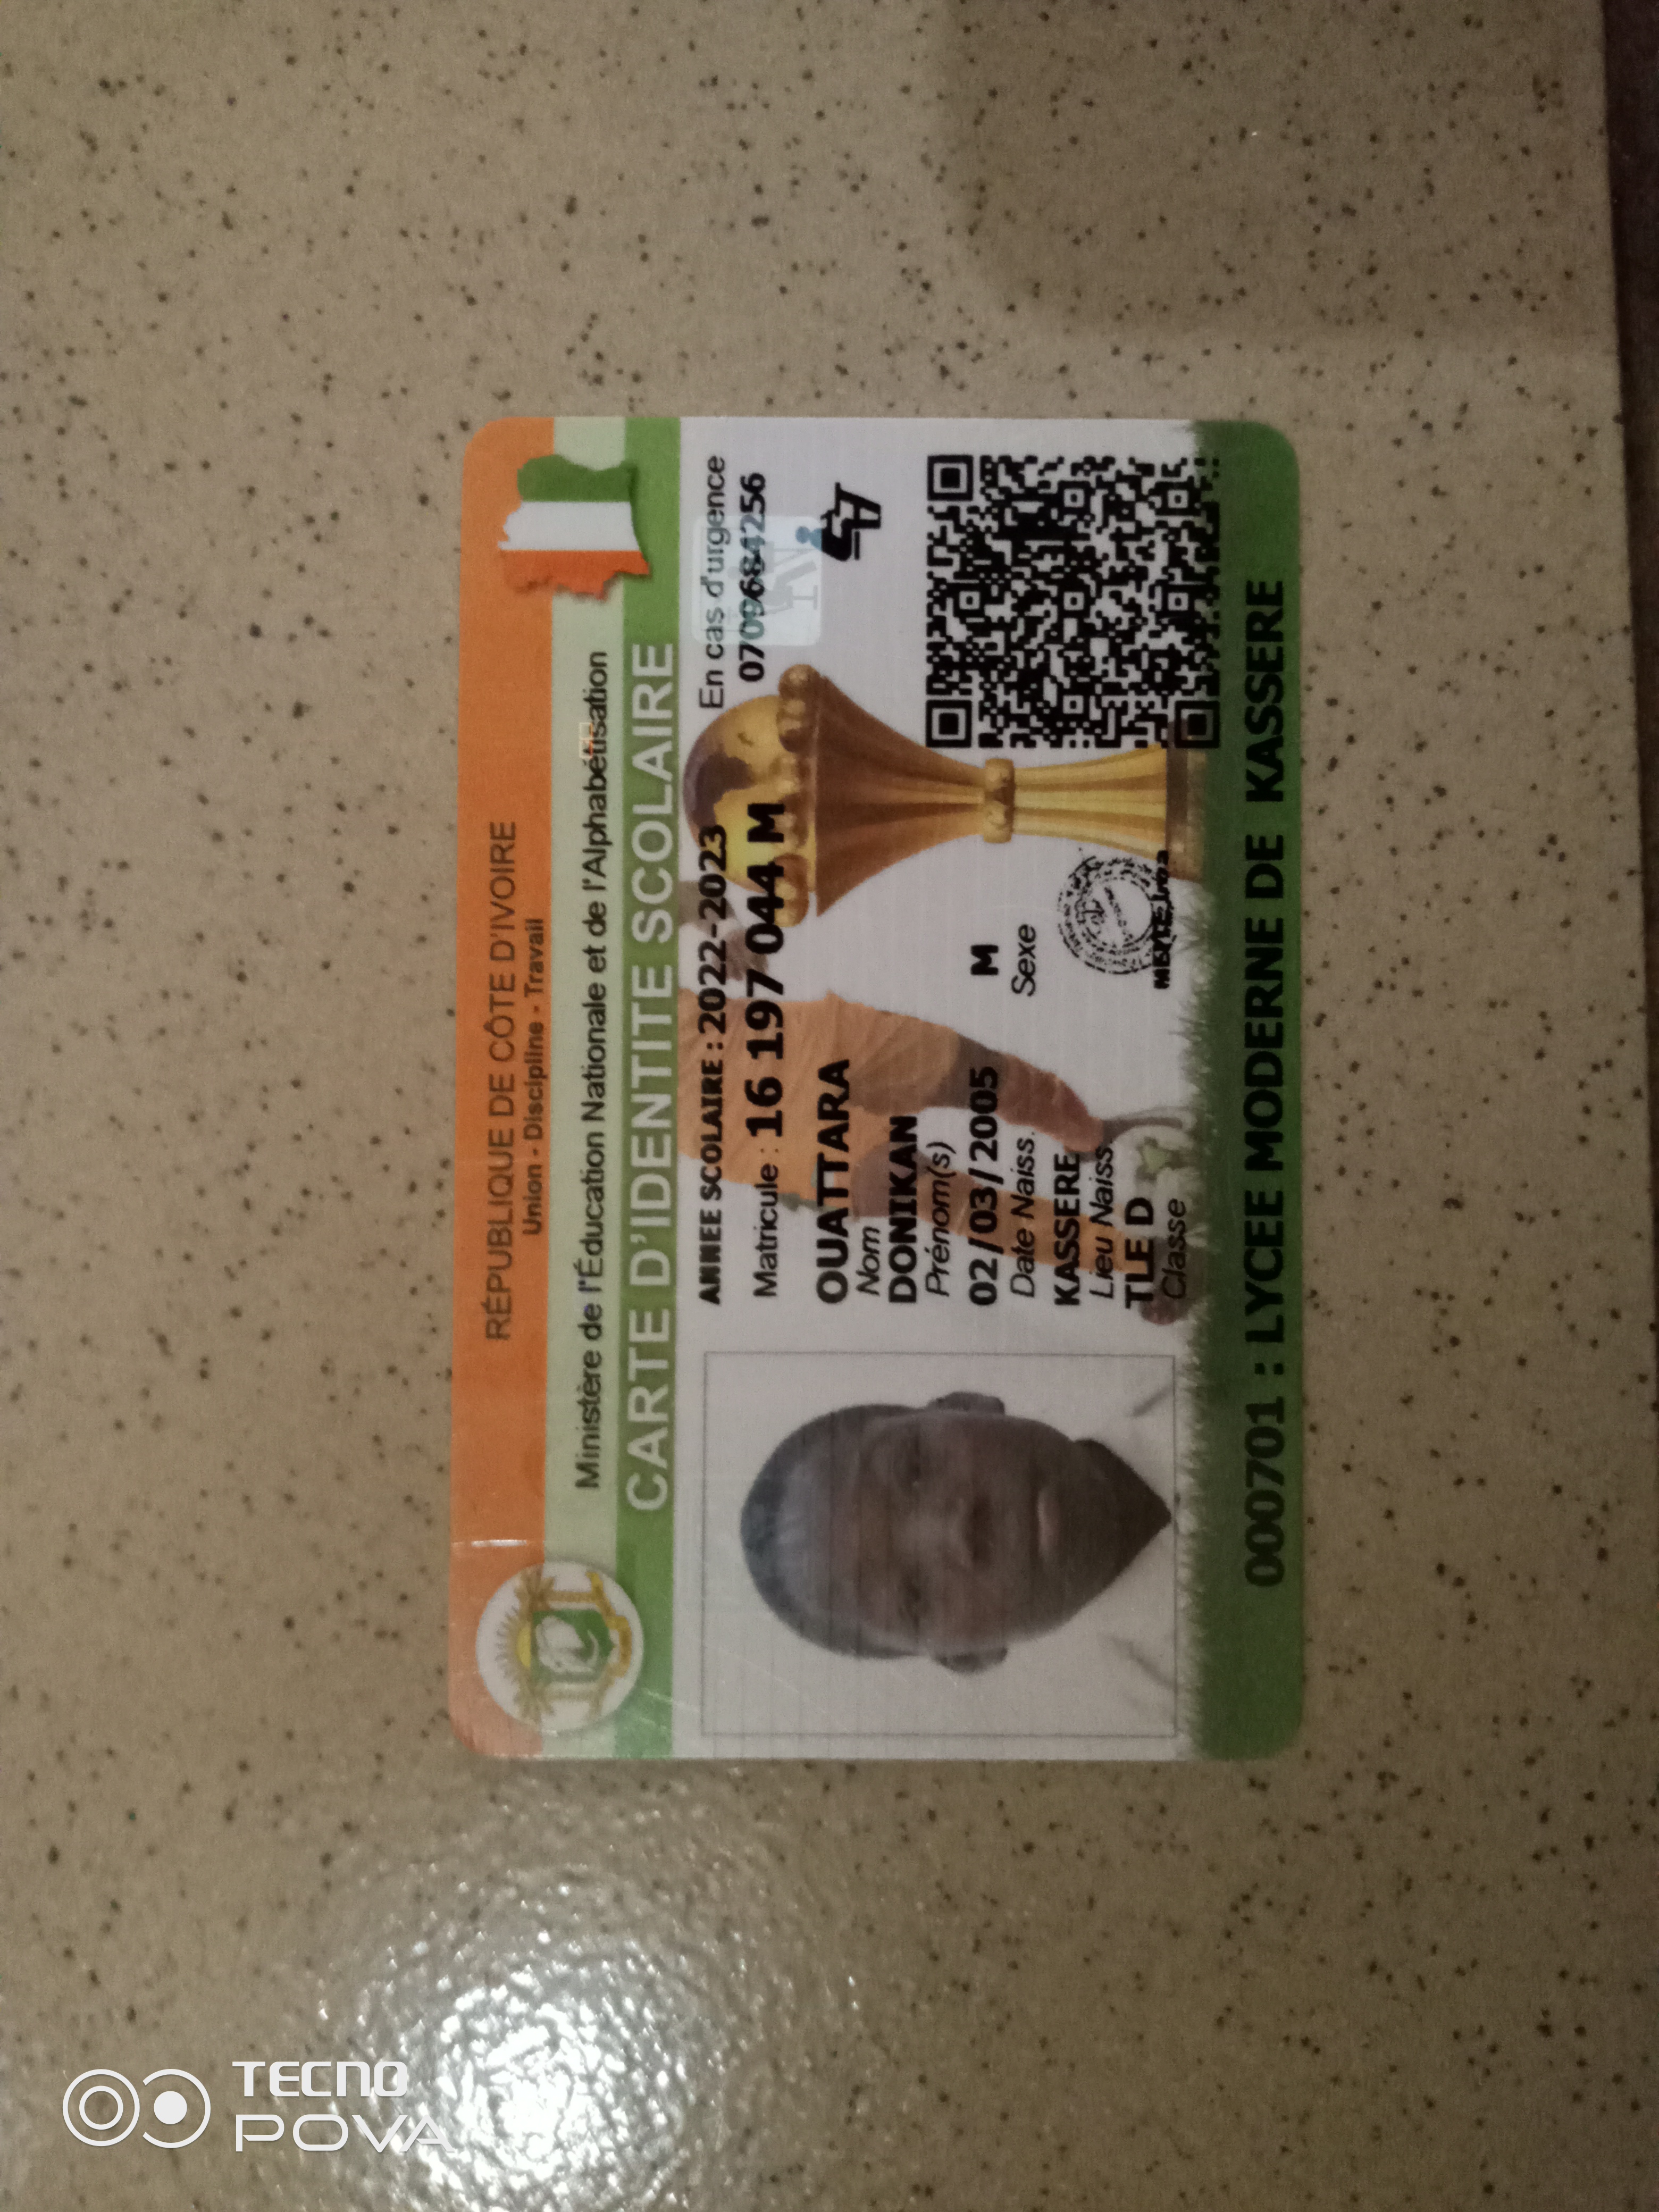 RÉPUBLIQUE DE CÔTE D'IVOIRE
Union - Discipline - Travail
Ministère de l'Éducation Nationale et de l'Alphabétisation
CARTE D'IDENTITE SCOLAIRE
ANNEE SCOLAIRE : 2022-2023
En cas d'urgence
0709684256
Matricule : 16 197 044 M
OUATTARA
Nom
DONIKAN
Prénom(s)
02/03/2005
M
Date Naiss.
Sexe
KASSERE
Lieu Naiss
TLE D
Classe
000701 : LYCEE MODERNE DE KASSERE
TECNO
POVA